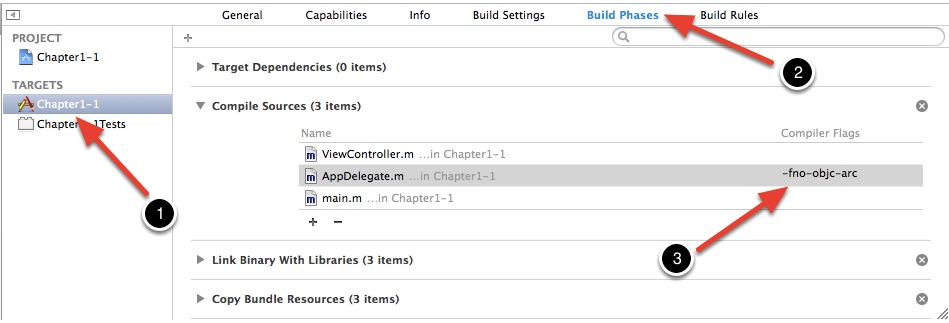 General Capabilities Info Build Settings Build Phases Build Rules
PROJECT
Chapter1-1
TARGETS
Chapter1-1
Chapter 1Tests
Target Dependencies (0 items)
Compile Sources (3 items)
Name Compiler Flags
ViewController.m ...in Chapter1-1
AppDelegate.m ...in Chapter1-1 -fno-objc-arc
main.m ...in Chapter1-1
Link Binary With Libraries (3 items)
Copy Bundle Resources (3 items)
1
2
3